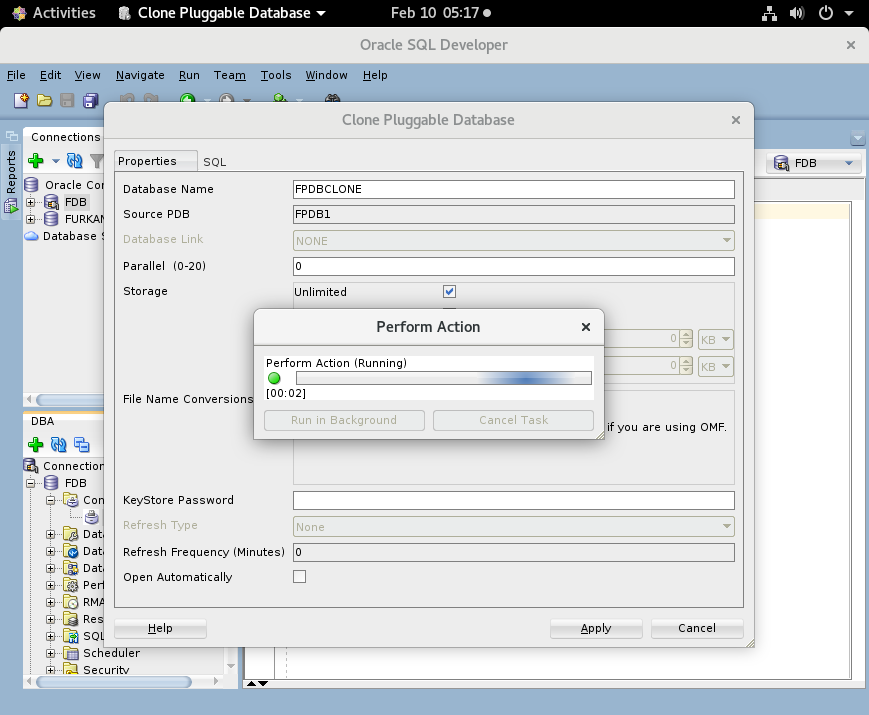 Activities Clone Pluggable Database Feb 10 05:17
Oracle SQL Developer
File Edit View Navigate Run Team Tools Window Help
Clone Pluggable Database
Connections
Reports
Properties SQL
FDB
Oracle Con
FDB
FURKAN
Database S
Database Name FPDBCLONE
Source PDB FPDB1
Database Link NONE
Parallel (0-20) 0
Storage Unlimited
0 KB
0 KB
Perform Action
Perform Action (Running)
[00:02]
Run in Background Cancel Task
File Name Conversions
if you are using OMF.
KeyStore Password
Refresh Type None
Refresh Frequency (Minutes) 0
Open Automatically
Help Apply Cancel
DBA
Connection
FDB
Con
Data
Data
Data
Perf
RMA
Res
SQL
Scheduler
Security